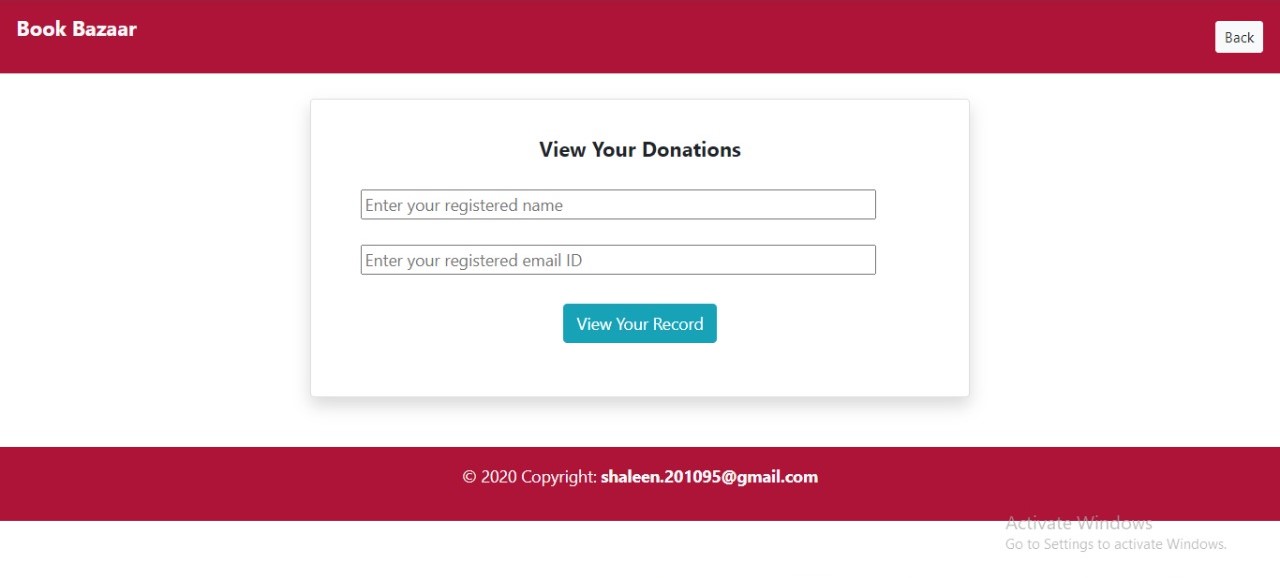 Book Bazaar
Back
View Your Donations
Enter your registered name
Enter your registered email ID
View Your Record
© 2020 Copyright: shaleen.201095@gmail.com
Activate Windows
Go to Settings to activate Windows.